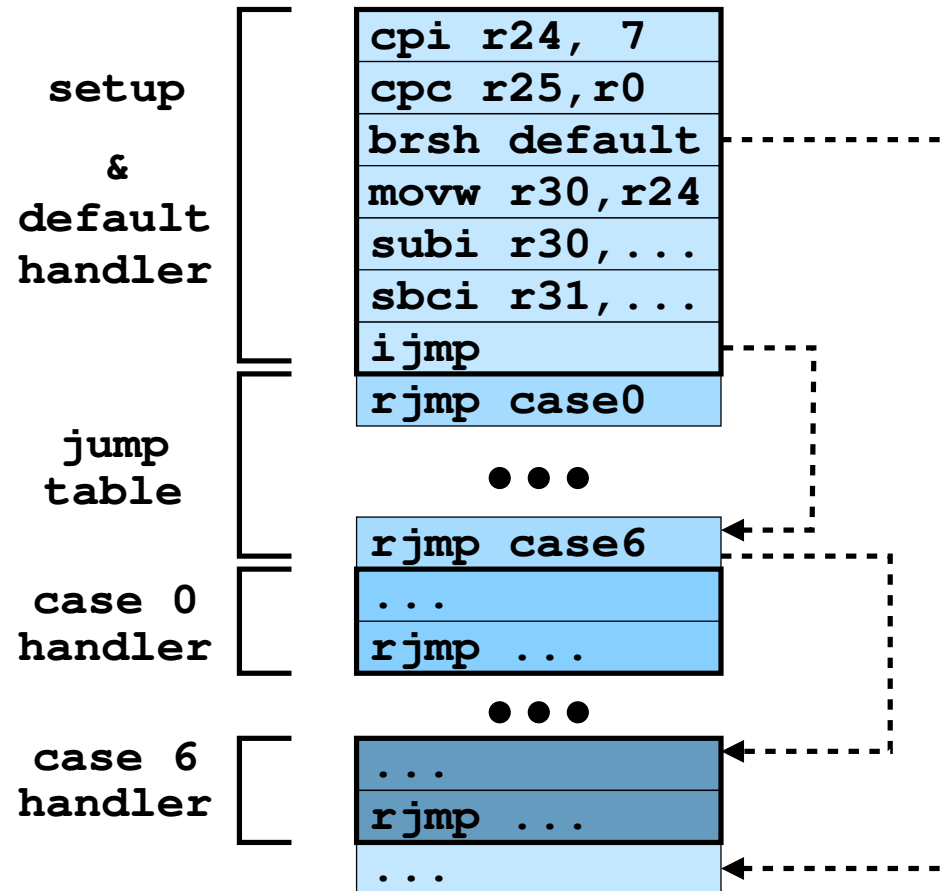 setup
&
default
handler
cpi r24, 7
cpc r25,r0
brsh default
movw r30,r24
subi r30,...
sbci r31,...
ijmp
jump
table
rjmp case0
● ● ●
rjmp case6
case 0
handler
...
rjmp ...
● ● ●
case 6
handler
...
rjmp ...
...